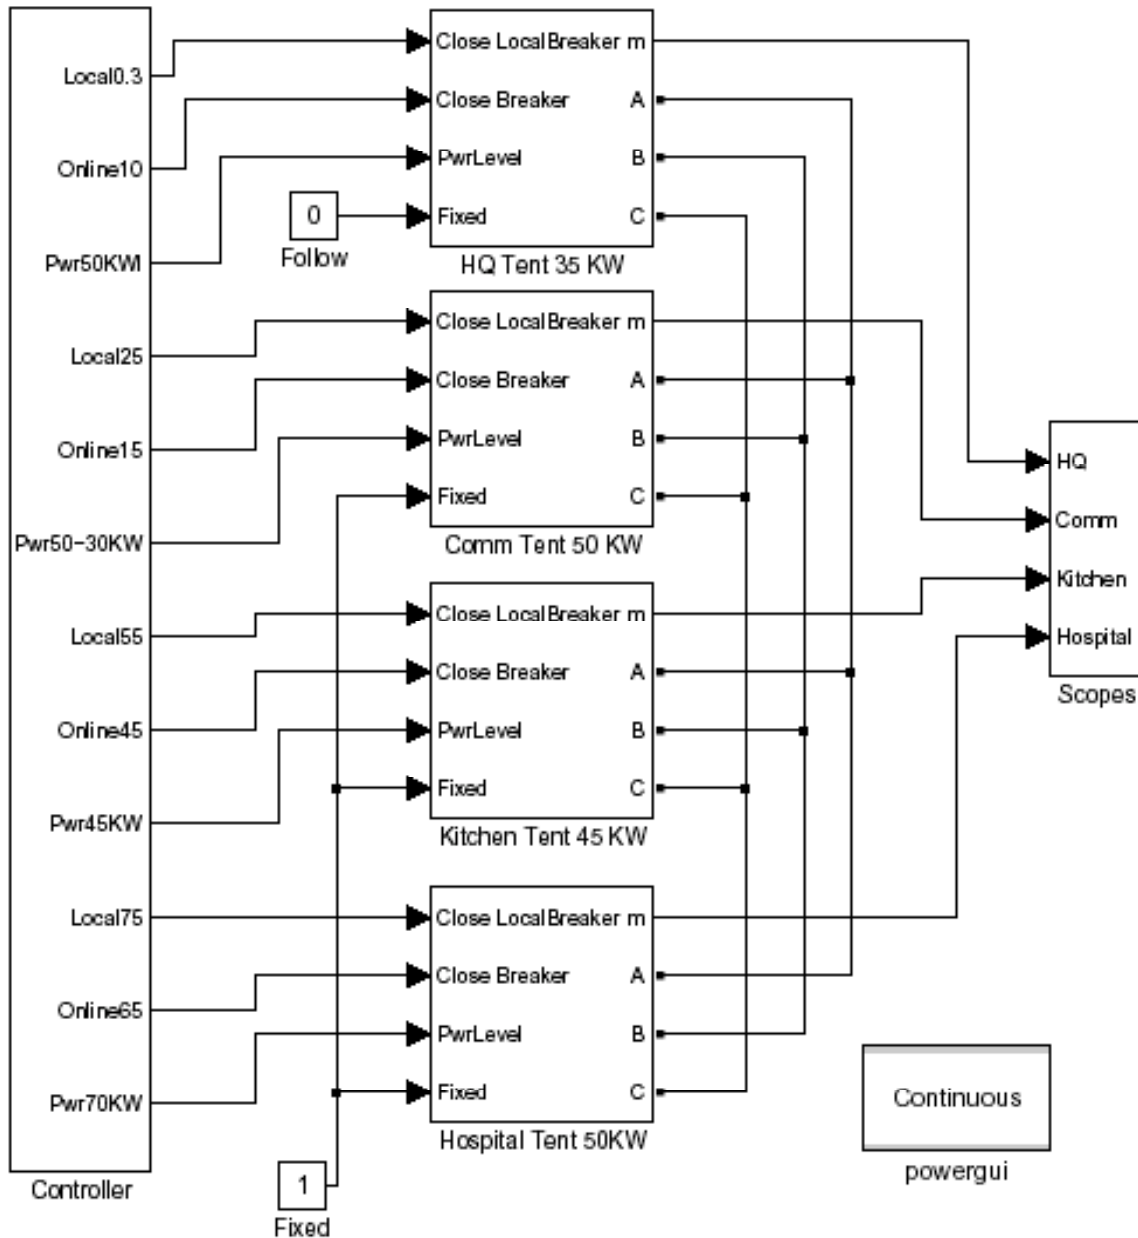 Local0.3
Online10
Pwr50KWl
Local25
Online15
Pwr50-30KW
Local55
Online45
Pwr45KW
Local75
Online65
Pwr70KW
Controller
0
Follow
1
Fixed
Close LocalBreaker m
Close Breaker A
PwrLevel B
Fixed C
HQ Tent 35 KW
Close LocalBreaker m
Close Breaker A
PwrLevel B
Fixed C
Comm Tent 50 KW
Close LocalBreaker m
Close Breaker A
PwrLevel B
Fixed C
Kitchen Tent 45 KW
Close LocalBreaker m
Close Breaker A
PwrLevel B
Fixed C
Hospital Tent 50KW
HQ
Comm
Kitchen
Hospital
Scopes
Continuous
powergui